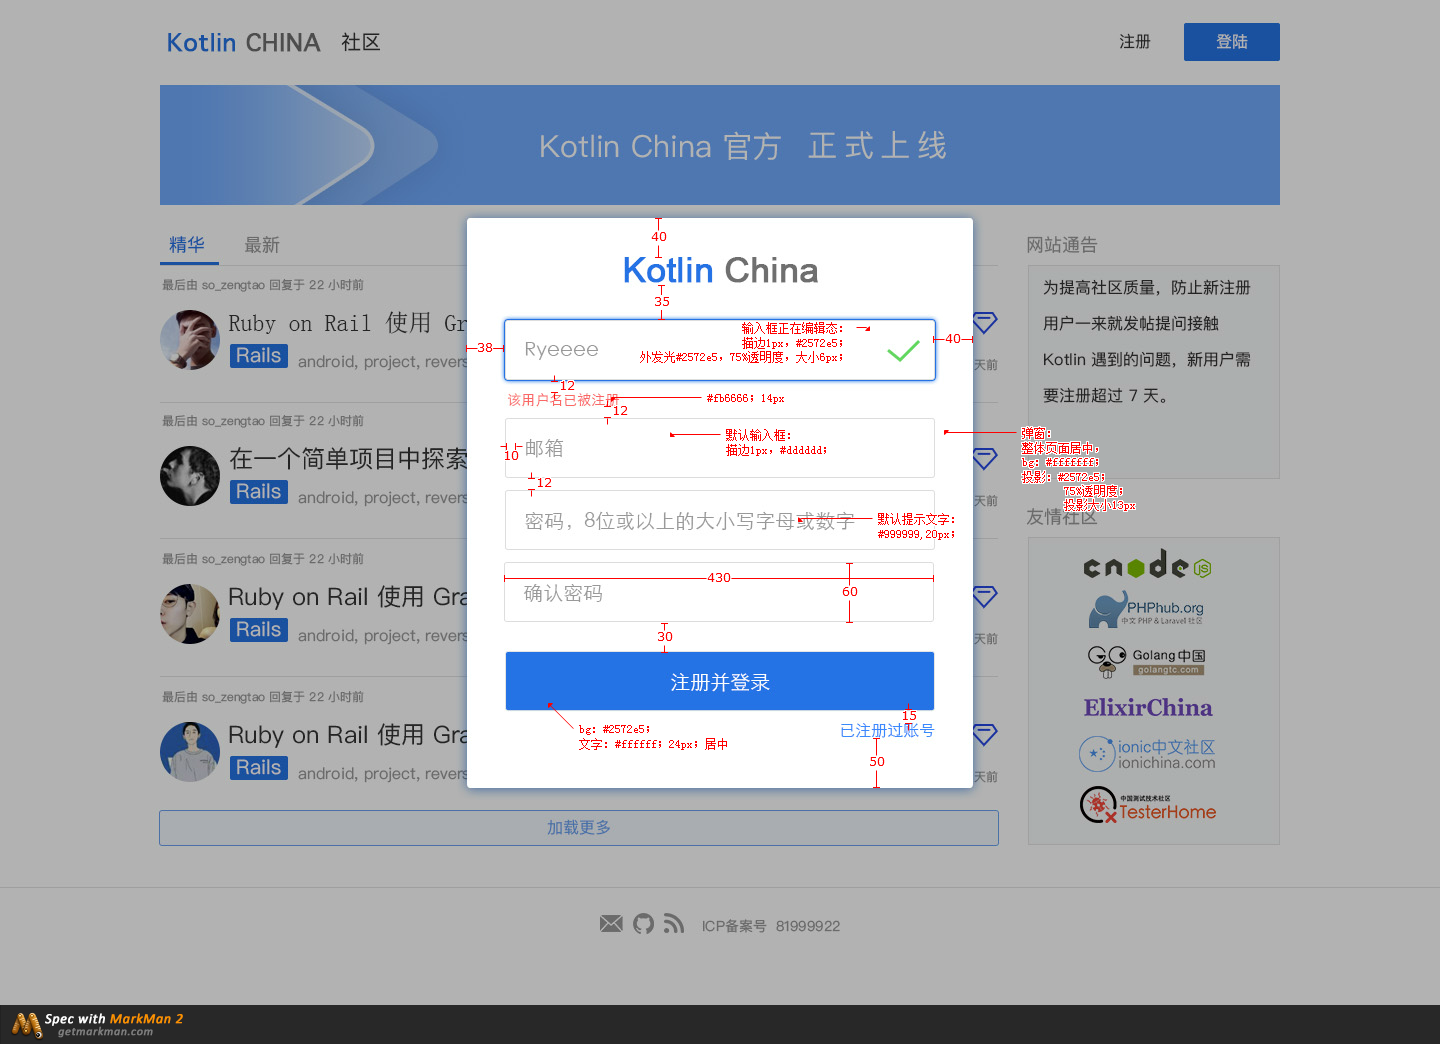 Kotlin CHINA 社区
注册
登陆
Kotlin China 官方 正式上线
精华
最新
网站通告
最后由 so_zengtao 回复于 22 小时前
Ruby on Rail 使用 Gr
Rails
android, project, revers
天前
最后由 so_zengtao 回复于 22 小时前
在一个简单项目中探索
Rails
android, project, revers
天前
最后由 so_zengtao 回复于 22 小时前
Ruby on Rail 使用 Gra
Rails
android, project, revers
天前
最后由 so_zengtao 回复于 22 小时前
Ruby on Rail 使用 Gra
Rails
android, project, revers
天前
加载更多
40
Kotlin China
35
38
Ryeeee
输入框正在编辑态：
描边1px, #2572e5;
外发光#2572e5, 75%透明度, 大小6px;
40
12
该用户名已被注册
#fb6666; 14px
12
邮箱
10
默认输入框：
描边1px, #dddddd;
12
密码，8位或以上的大小写字母或数字
默认提示文字：
#999999,20px;
430
确认密码
60
30
注册并登录
bg: #2572e5;
文字: #ffffff; 24px; 居中
15
已注册过账号
50
为提高社区质量，防止新注册
用户一来就发帖提问接触
Kotlin 遇到的问题，新用户需
要注册超过 7 天。
弹窗：
整体页面居中,
bg: #fffffff;
投影: #2572e5;
75%透明度;
投影大小13px
友情社区
node JS
PHPhub.org
中文 PHP & Laravel 社区
Golang 中国
golangtc.com
ElixirChina
ionic中文社区
ionichina.com
中国测试技术社区
TesterHome
ICP备案号 81999922
Spec with MarkMan 2
getmarkman.com